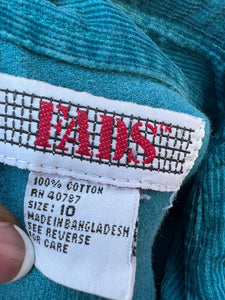 FADS™
100% COTTON
RN 40787
SIZE: 10
MADE IN BANGLADESH
SEE REVERSE
FOR CARE